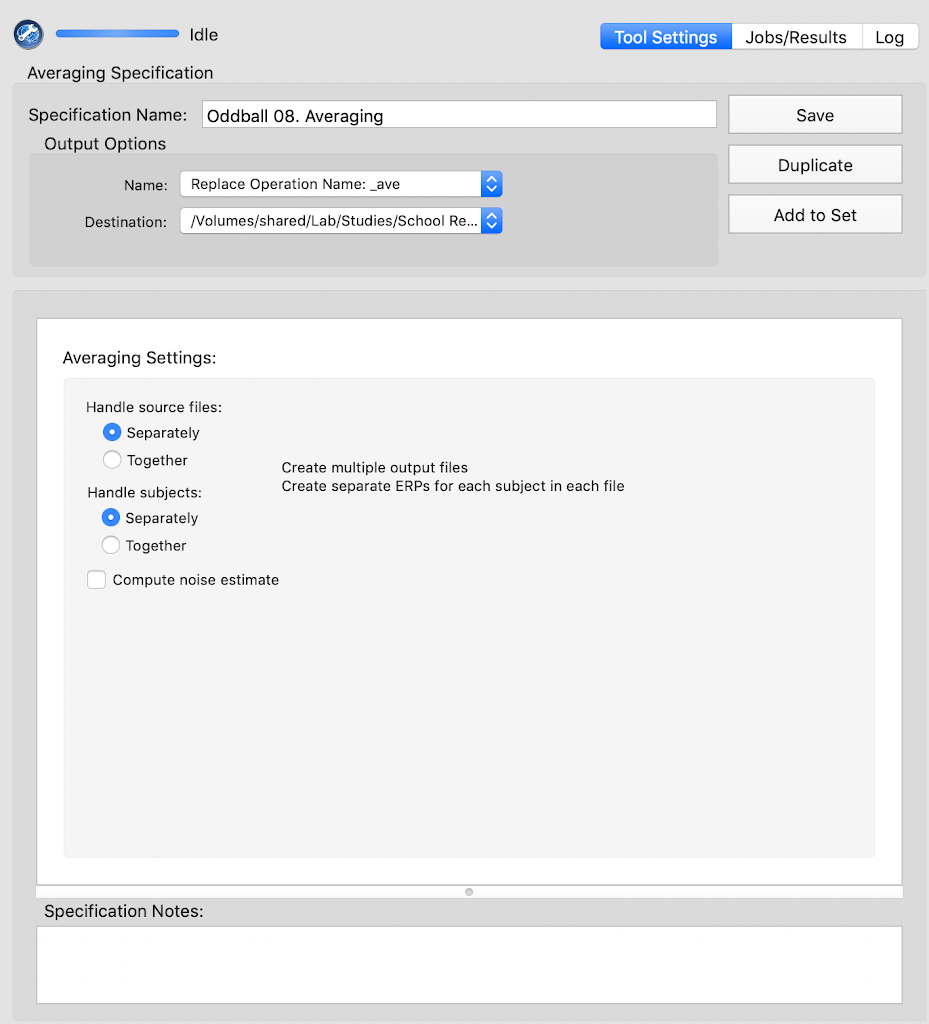 Idle
Tool Settings
Jobs/Results
Log
Averaging Specification
Specification Name: Oddball 08. Averaging
Save
Output Options
Duplicate
Name: Replace Operation Name: _ave
Add to Set
Destination: /Volumes/shared/Lab/Studies/School Re...
Averaging Settings:
Handle source files:
Separately
Together
Create multiple output files
Create separate ERPs for each subject in each file
Handle subjects:
Separately
Together
Compute noise estimate
Specification Notes: